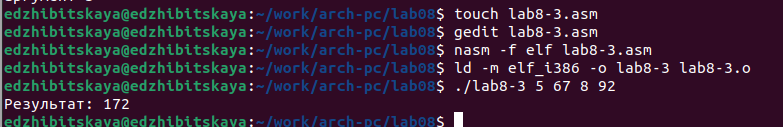 edzhibitskaya@edzhibitskaya:~/work/arch-pc/lab08$ touch lab8-3.asm
edzhibitskaya@edzhibitskaya:~/work/arch-pc/lab08$ gedit lab8-3.asm
edzhibitskaya@edzhibitskaya:~/work/arch-pc/lab08$ nasm -f elf lab8-3.asm
edzhibitskaya@edzhibitskaya:~/work/arch-pc/lab08$ ld -m elf_i386 -o lab8-3 lab8-3.o
edzhibitskaya@edzhibitskaya:~/work/arch-pc/lab08$ ./lab8-3 5 67 8 92
Результат: 172
edzhibitskaya@edzhibitskaya:~/work/arch-pc/lab08$